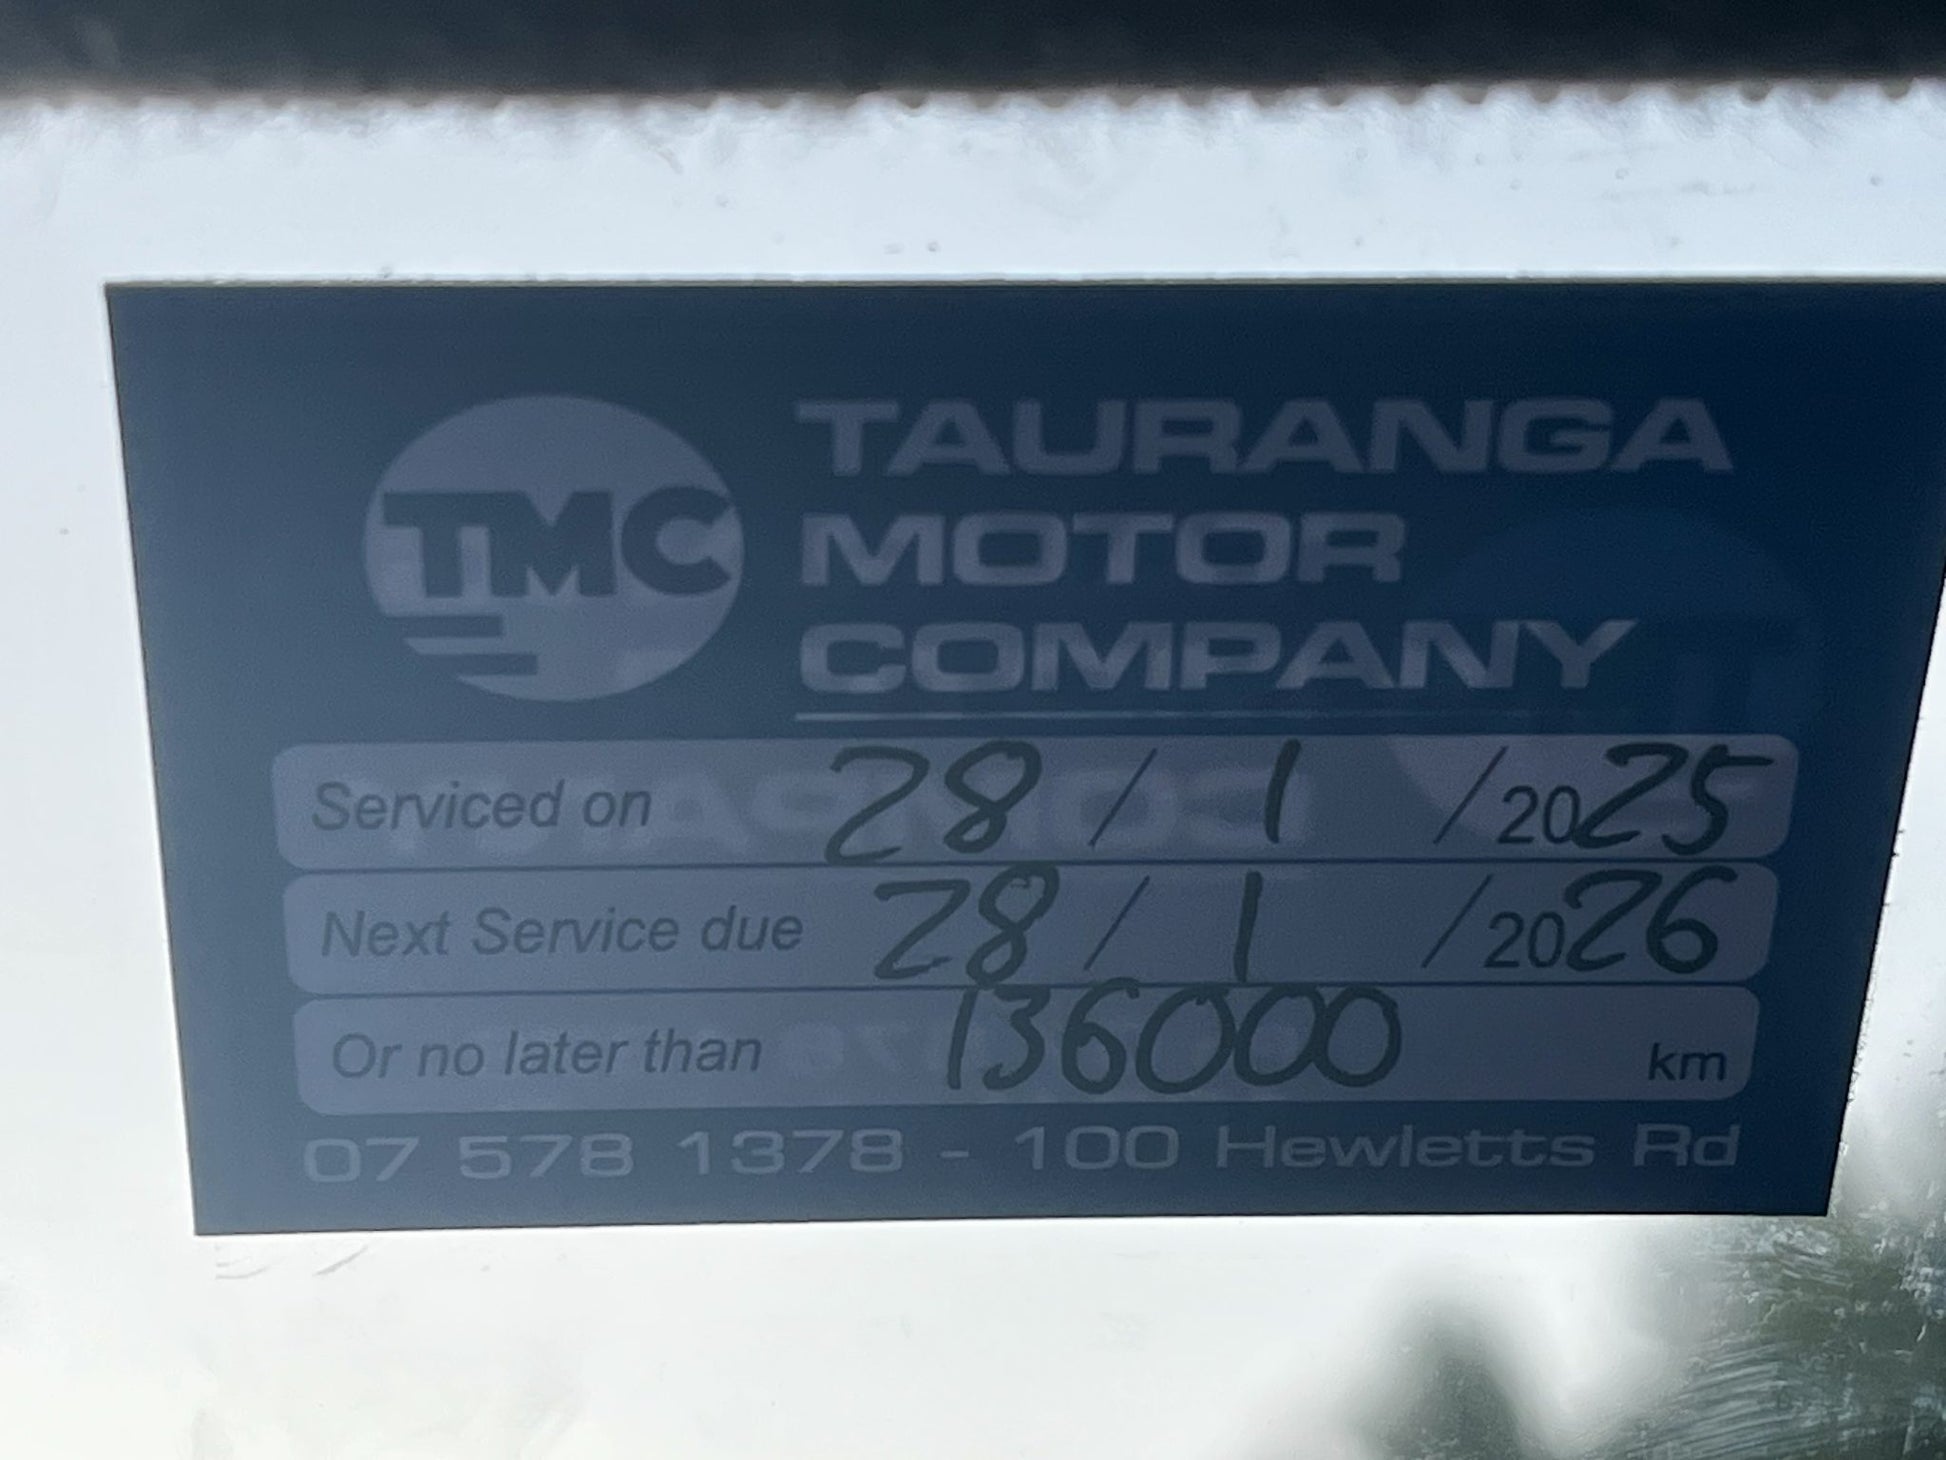 TMC
TAURANGA
MOTOR
COMPANY
Serviced on 28 / 1 / 2025
Next Service due 28 / 1 / 2026
Or no later than 136000 km
07 578 1378 - 100 Hewletts Rd